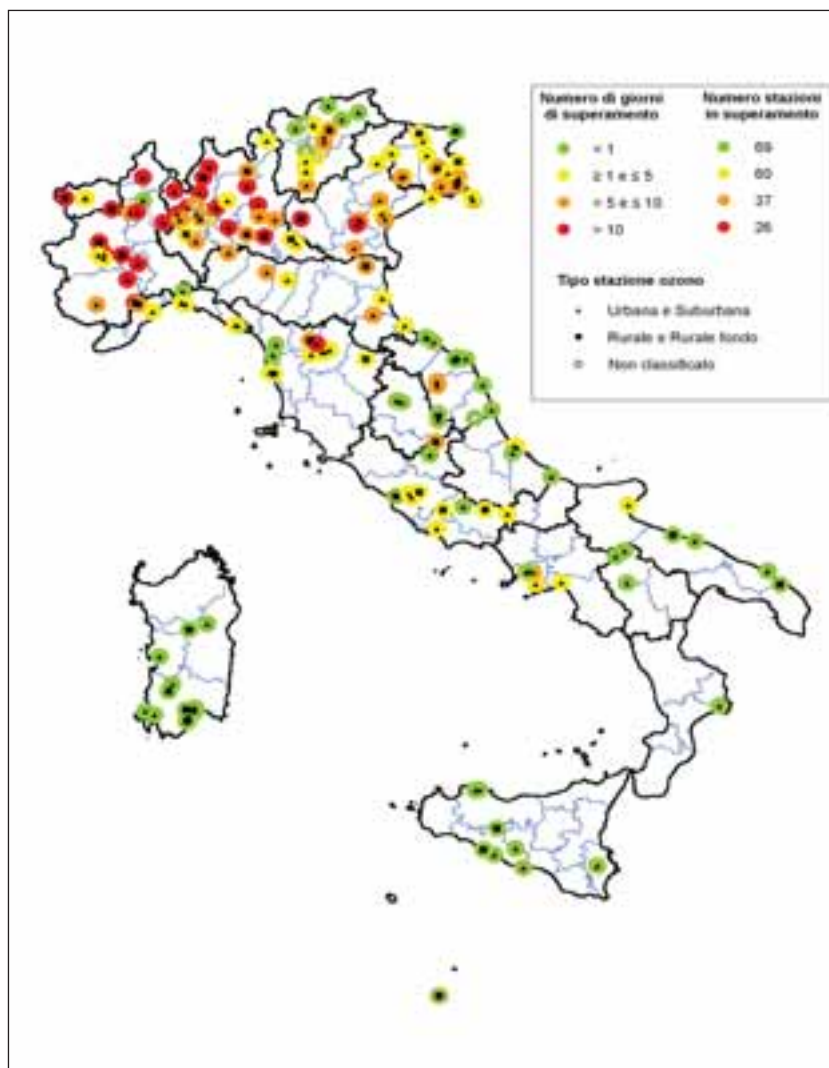 Numero di giorni
di superamento
Numero stazioni
in superamento
< 1
69
≥ 1 e ≤ 5
60
> 5 e ≤ 10
37
> 10
26
Tipo stazione ozono
Urbana e Suburbana
Rurale e Rurale fondo
Non classificato